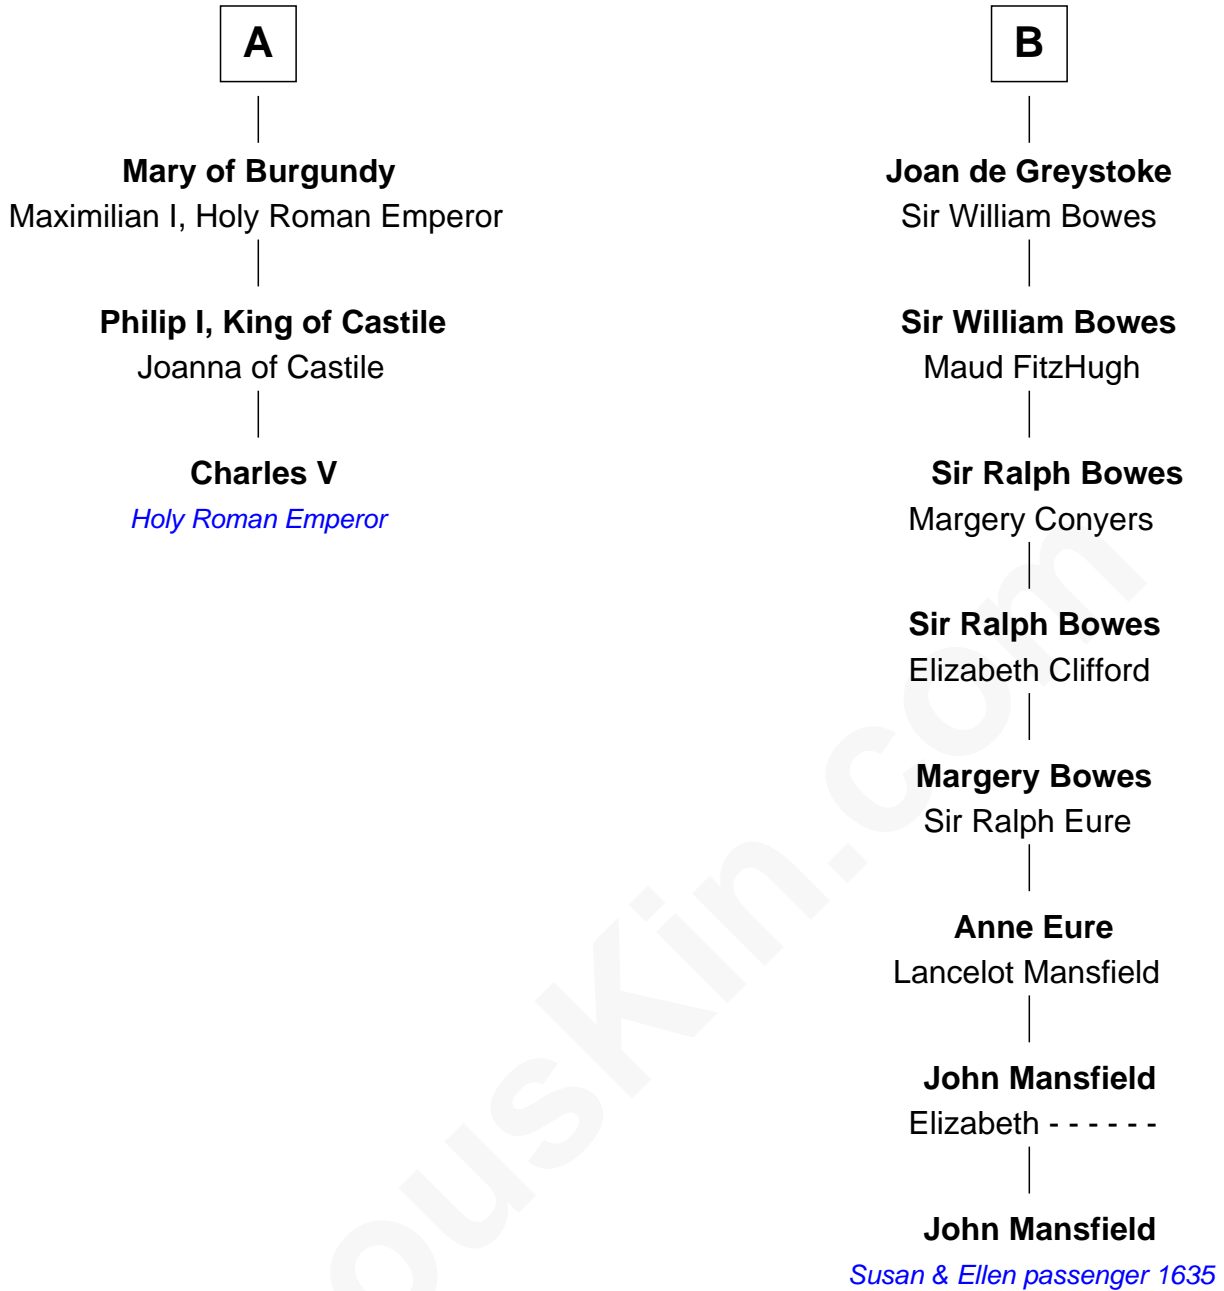 A
Mary of Burgundy
Maximilian I, Holy Roman Emperor
Philip I, King of Castile
Joanna of Castile
Charles V
Holy Roman Emperor
B
Joan de Greystoke
Sir William Bowes
Sir William Bowes
Maud FitzHugh
Sir Ralph Bowes
Margery Conyers
Sir Ralph Bowes
Elizabeth Clifford
Margery Bowes
Sir Ralph Eure
Anne Eure
Lancelot Mansfield
John Mansfield
Elizabeth - - - - - -
John Mansfield
Susan & Ellen passenger 1635
ousKin.com